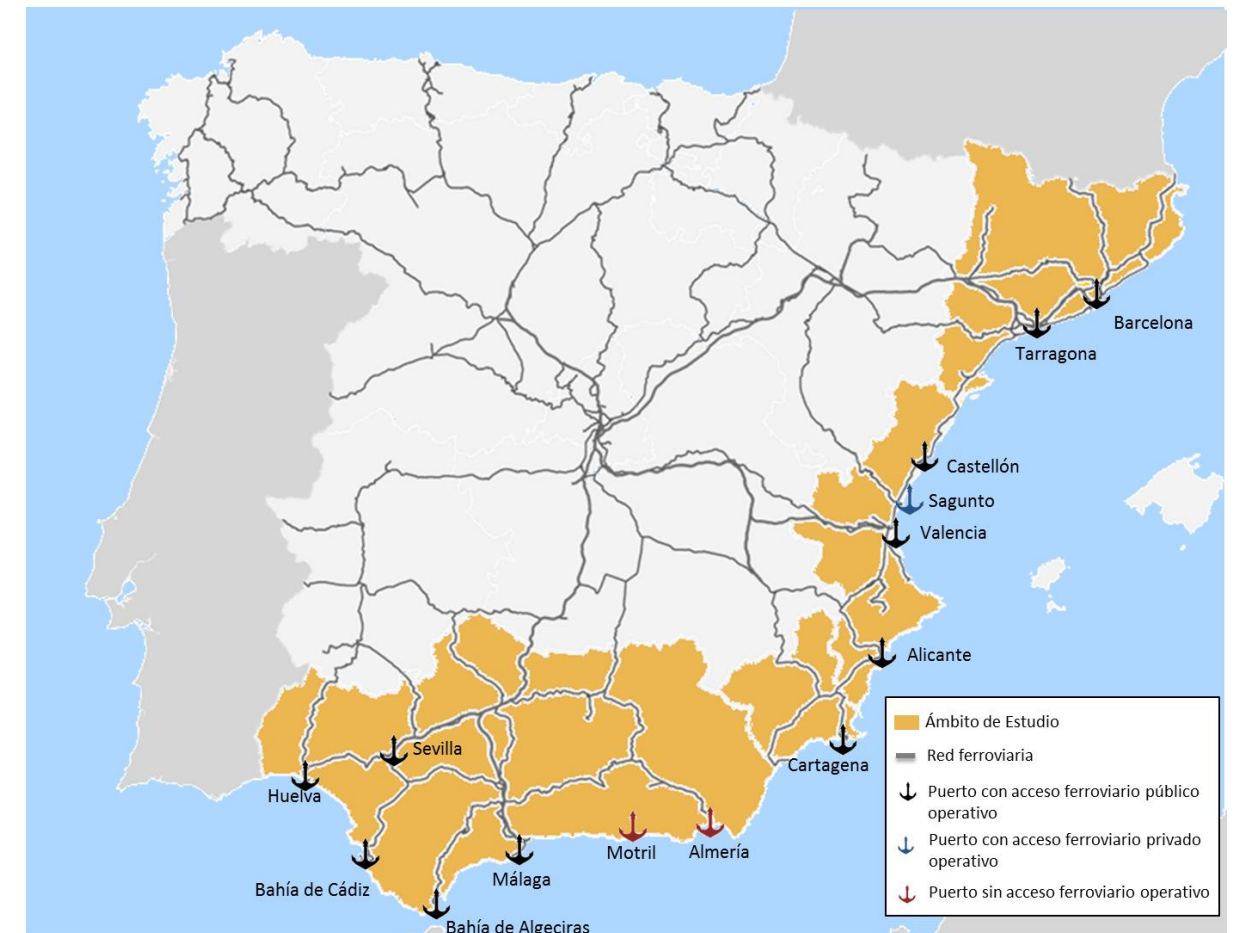 Barcelona
Tarragona
Castellón
Sagunto
Valencia
Alicante
Cartagena
Sevilla
Huelva
Bahía de Cádiz
Málaga
Motril
Almería
Bahía de Algeciras
Ámbito de Estudio
Red ferroviaria
Puerto con acceso ferroviario público
operativo
Puerto con acceso ferroviario privado
operativo
Puerto sin acceso ferroviario operativo